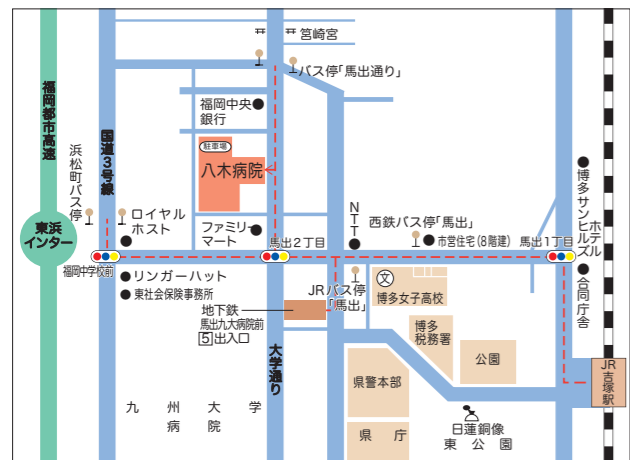 筥崎宮
バス停「馬出通り」
福岡都市高速
国道3号線
福岡中央
銀行
駐車場
八木病院
浜松町バス停
ロイヤル
ホスト
ファミリー
マート
NTT
西鉄バス停「馬出」
市営住宅(8階建)
博多サンヒルズ
ホテル
合同庁舎
東浜
インター
馬出2丁目
馬出1丁目
福岡中学校前
リンガーハット
東社会保険事務所
JRバス停
「馬出」
文
博多女子高校
地下鉄
馬出九大病院前
5出入口
大学通り
博多
税務署
公園
JR
吉塚駅
県警本部
九州大学
病院
県庁
日蓮銅像
東公園